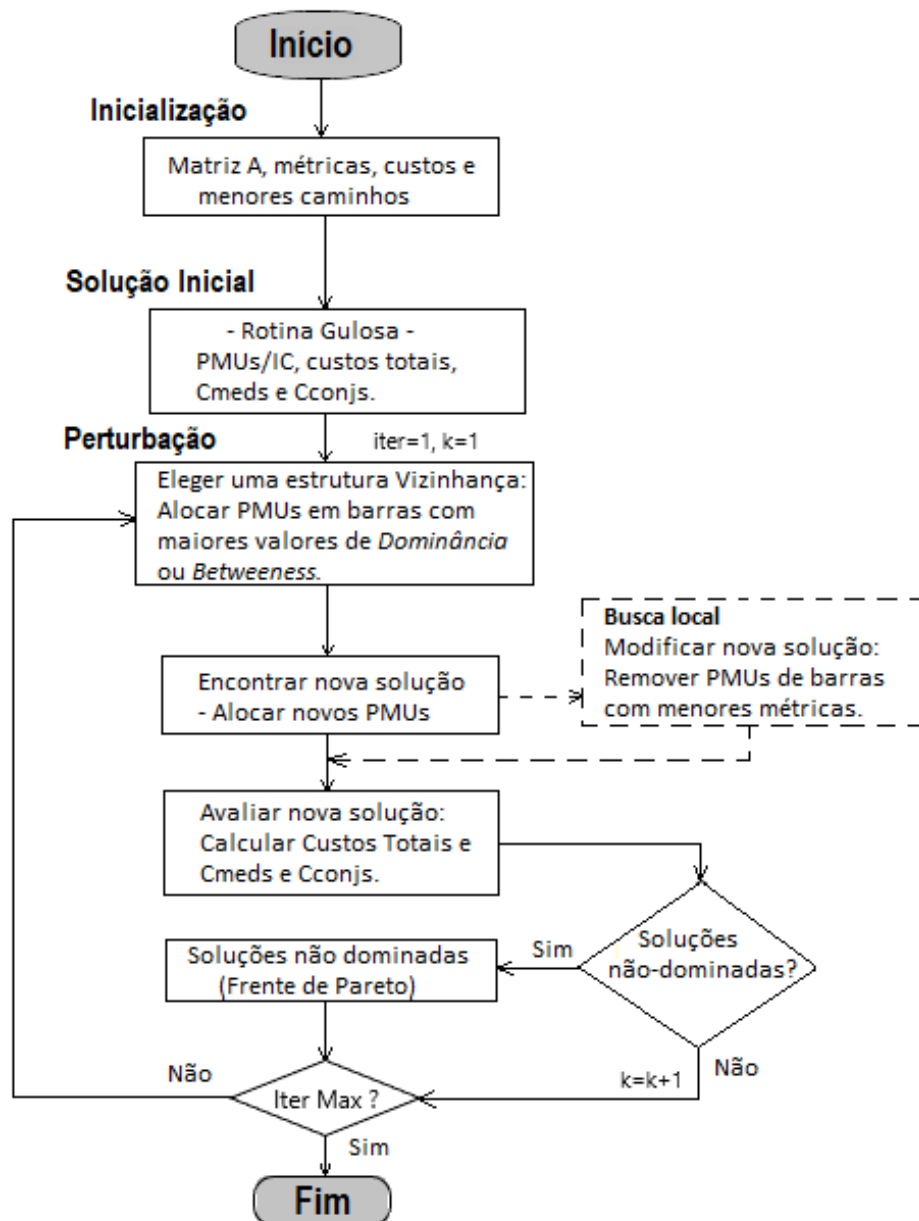 Início
Inicialização
Matriz A, métricas, custos e
menores caminhos
Solução Inicial
- Rotina Gulosa -
PMUs/IC, custos totais,
Cmeds e Cconjs.
Perturbação
iter=1, k=1
Eleger uma estrutura Vizinhança:
Alocar PMUs em barras com
maiores valores de Dominância
ou Betweeness.
Busca local
Modificar nova solução:
Remover PMUs de barras
com menores métricas.
Encontrar nova solução
- Alocar novos PMUs
Avaliar nova solução:
Calcular Custos Totais e
Cmeds e Cconjs.
Soluções
não-dominadas?
Sim
Soluções não dominadas
(Frente de Pareto)
Não
k=k+1
Não
Iter Max ?
Sim
Fim